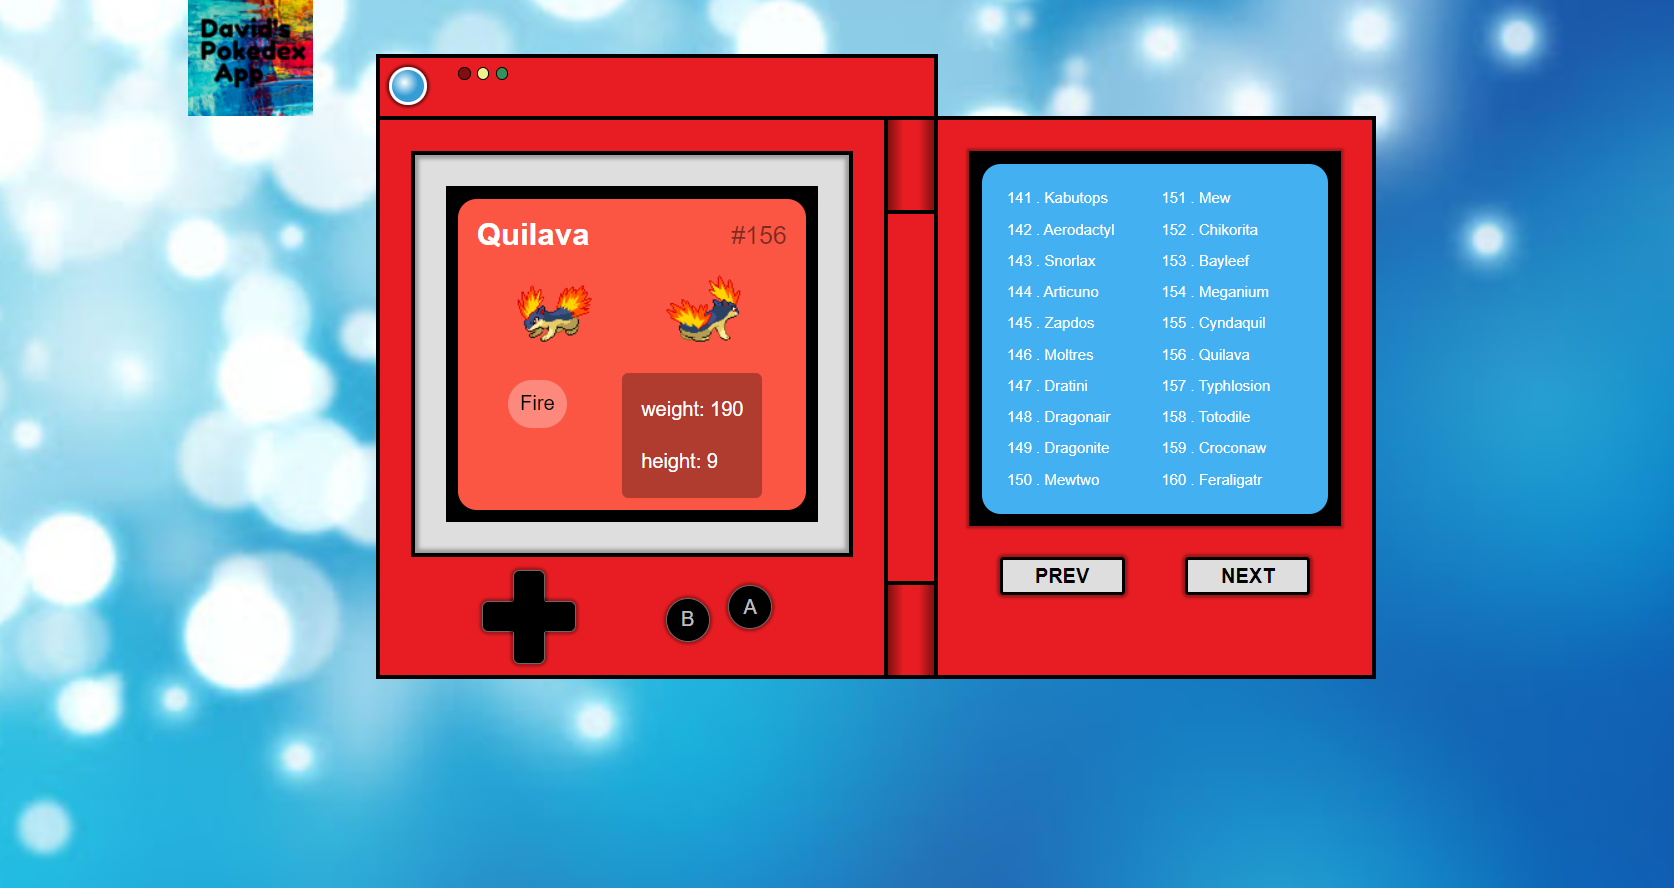 David's
Pokedex
App
Quilava #156
Fire
weight: 190
height: 9
B
A
141 . Kabutops
142 . Aerodactyl
143 . Snorlax
144 . Articuno
145 . Zapdos
146 . Moltres
147 . Dratini
148 . Dragonair
149 . Dragonite
150 . Mewtwo
151 . Mew
152 . Chikorita
153 . Bayleef
154 . Meganium
155 . Cyndaquil
156 . Quilava
157 . Typhlosion
158 . Totodile
159 . Croconaw
160 . Feraligatr
PREV
NEXT